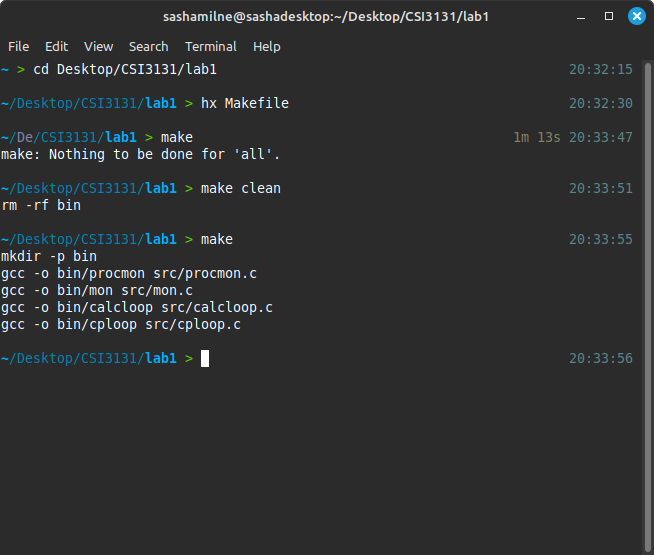 sashamilne@sashadesktop:~/Desktop/CSI3131/lab1
File Edit View Search Terminal Help
~ > cd Desktop/CSI3131/lab1 20:32:15
~/Desktop/CSI3131/lab1 > hx Makefile 20:32:30
~/De/CSI3131/lab1 > make 1m 13s 20:33:47
make: Nothing to be done for 'all'.
~/Desktop/CSI3131/lab1 > make clean 20:33:51
rm -rf bin
~/Desktop/CSI3131/lab1 > make 20:33:55
mkdir -p bin
gcc -o bin/procmon src/procmon.c
gcc -o bin/mon src/mon.c
gcc -o bin/calcloop src/calcloop.c
gcc -o bin/cploop src/cploop.c
~/Desktop/CSI3131/lab1 > 20:33:56